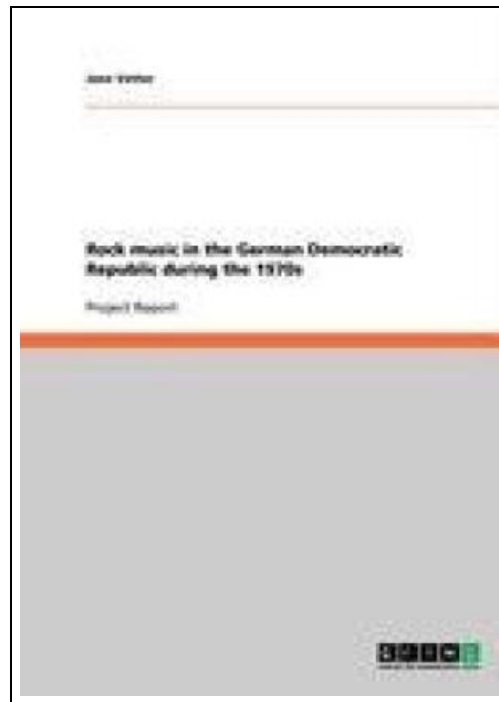 Rock music in the German Democratic
Republic during the 1970s
Project Report